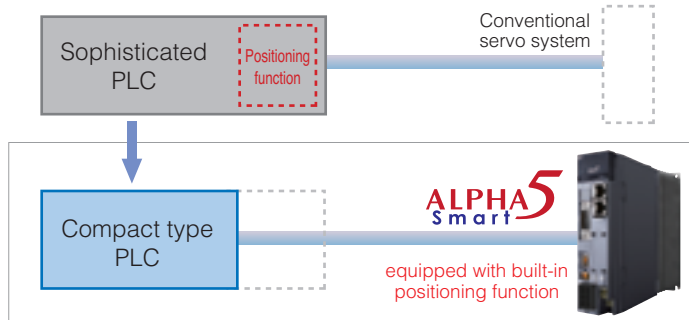 Conventional
servo system
Sophisticated
PLC
Positioning
function
ALPHA5
Smart
Compact type
PLC
equipped with built-in
positioning function